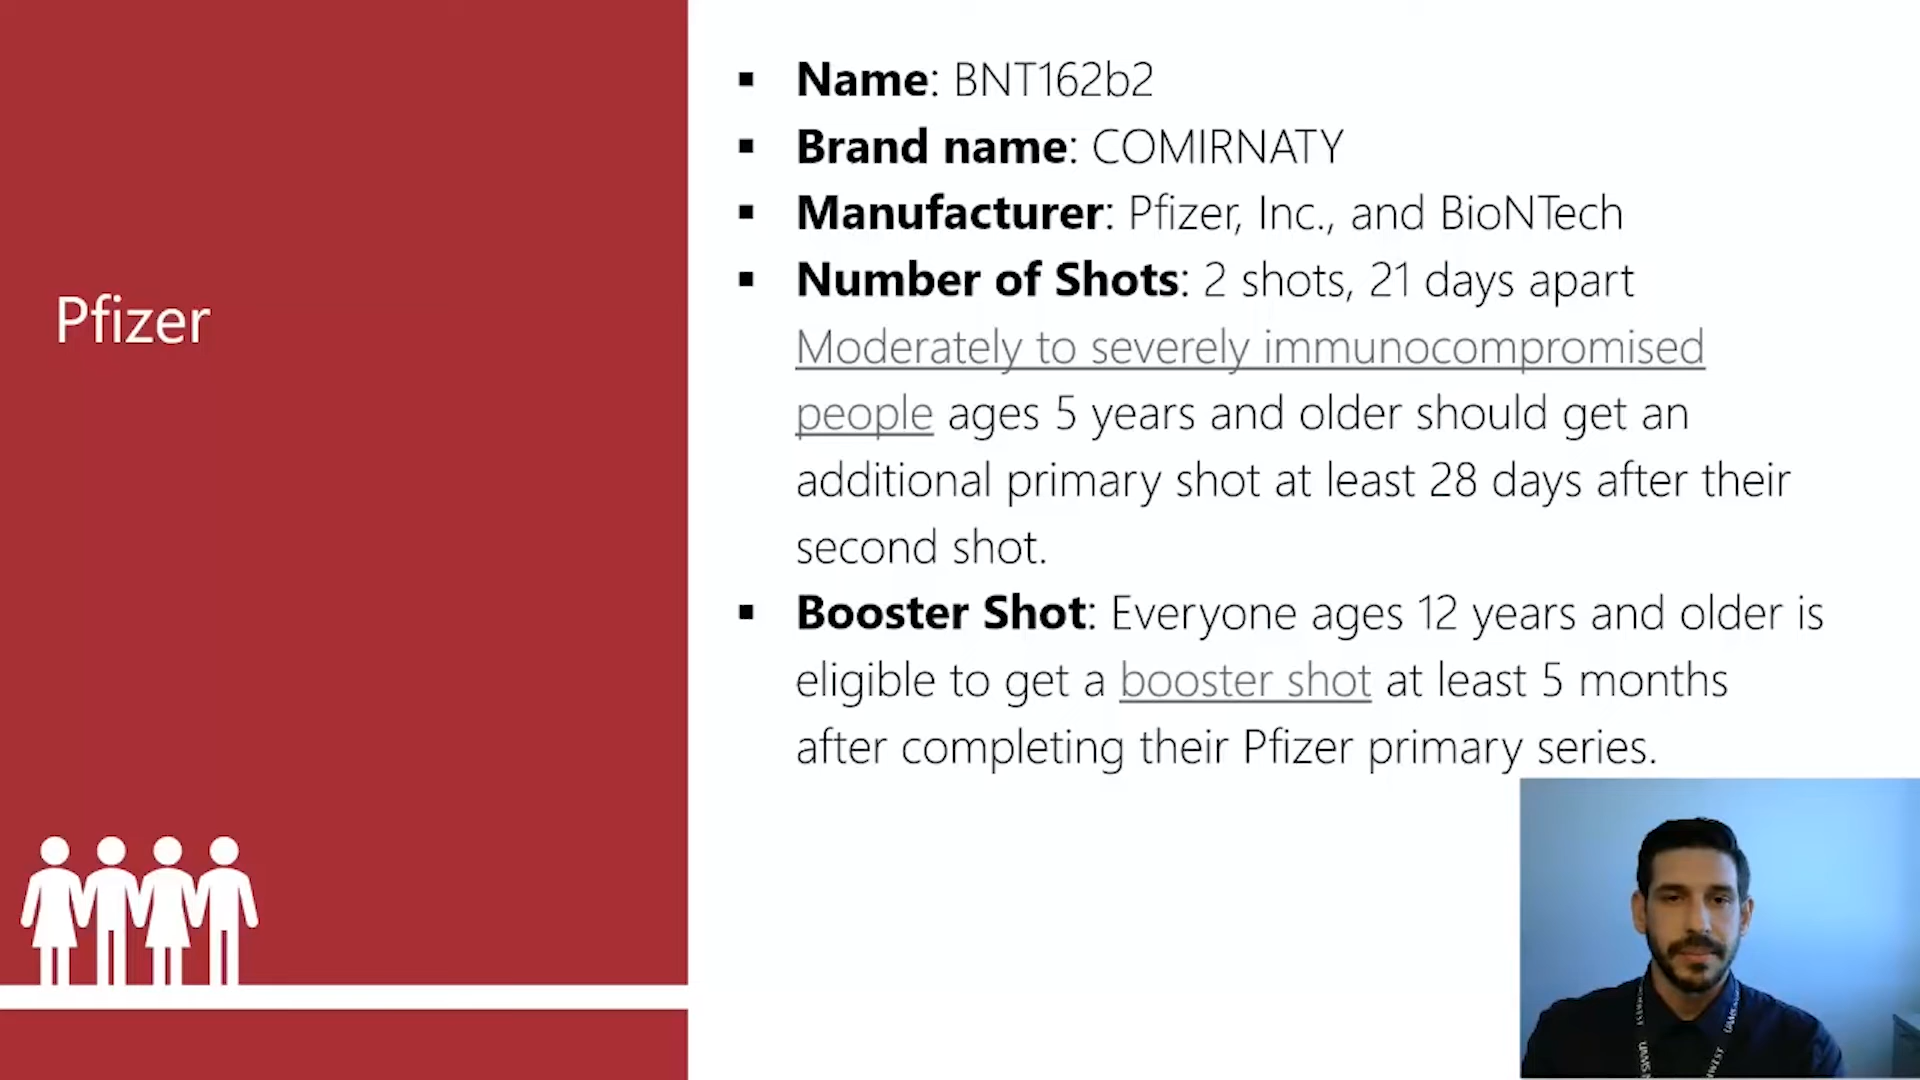 Pfizer
▪ Name: BNT162b2
▪ Brand name: COMIRNATY
▪ Manufacturer: Pfizer, Inc., and BioNTech
▪ Number of Shots: 2 shots, 21 days apart
Moderately to severely immunocompromised
people ages 5 years and older should get an
additional primary shot at least 28 days after their
second shot.
▪ Booster Shot: Everyone ages 12 years and older is
eligible to get a booster shot at least 5 months
after completing their Pfizer primary series.